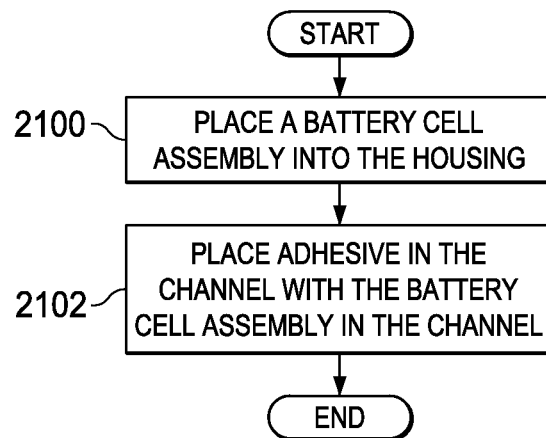 START
2100
PLACE A BATTERY CELL
ASSEMBLY INTO THE HOUSING
2102
PLACE ADHESIVE IN THE
CHANNEL WITH THE BATTERY
CELL ASSEMBLY IN THE CHANNEL
END